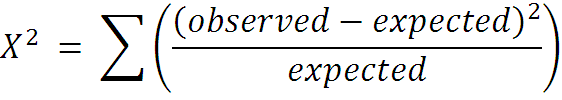 X² = ∑ ( (observed − expected)² / expected )